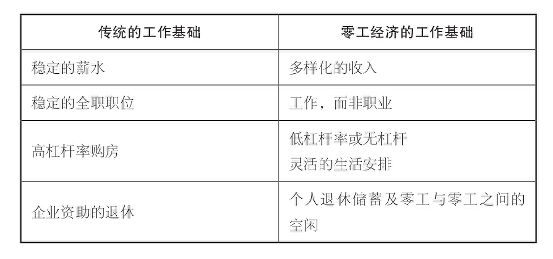 传统的工作基础
零工经济的工作基础
稳定的薪水
多样化的收入
稳定的全职职位
工作，而非职业
高杠杆率购房
低杠杆率或无杠杆
灵活的生活安排
企业资助的退休
个人退休储蓄及零工与零工之间的
空闲